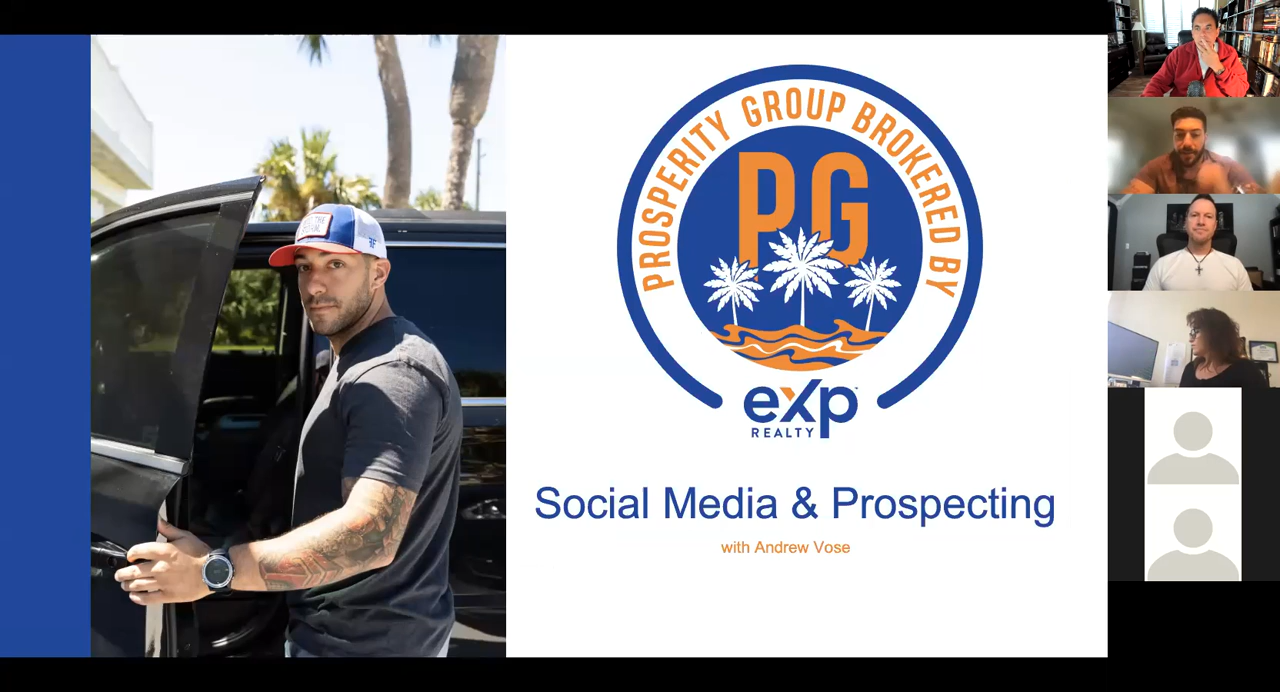 PROSPERITY GROUP BROKERED BY
PG
eXp
REALTY
Social Media & Prospecting
with Andrew Vose